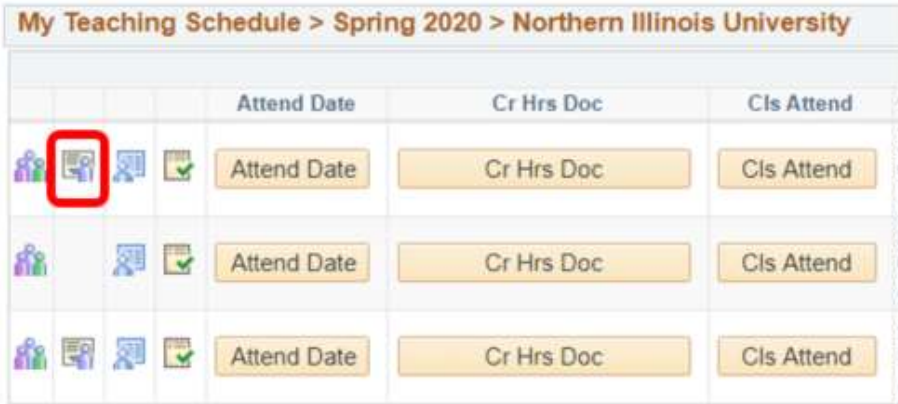 My Teaching Schedule > Spring 2020 > Northern Illinois University
Attend Date Cr Hrs Doc Cls Attend
Attend Date Cr Hrs Doc Cls Attend
Attend Date Cr Hrs Doc Cls Attend
Attend Date Cr Hrs Doc Cls Attend